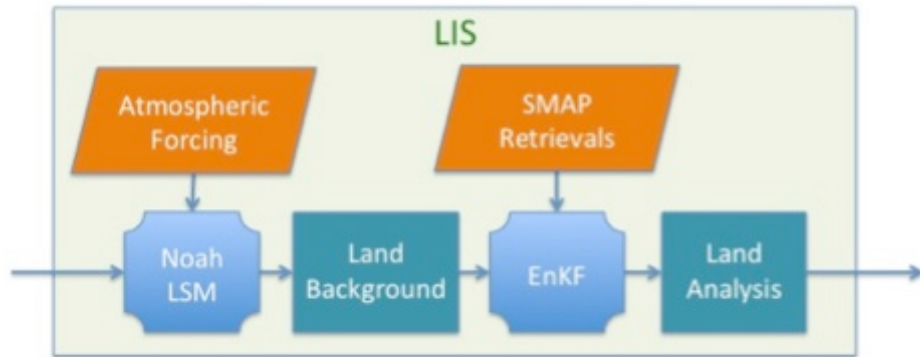 LIS
Atmospheric
Forcing
SMAP
Retrievals
Noah
LSM
Land
Background
EnKF
Land
Analysis